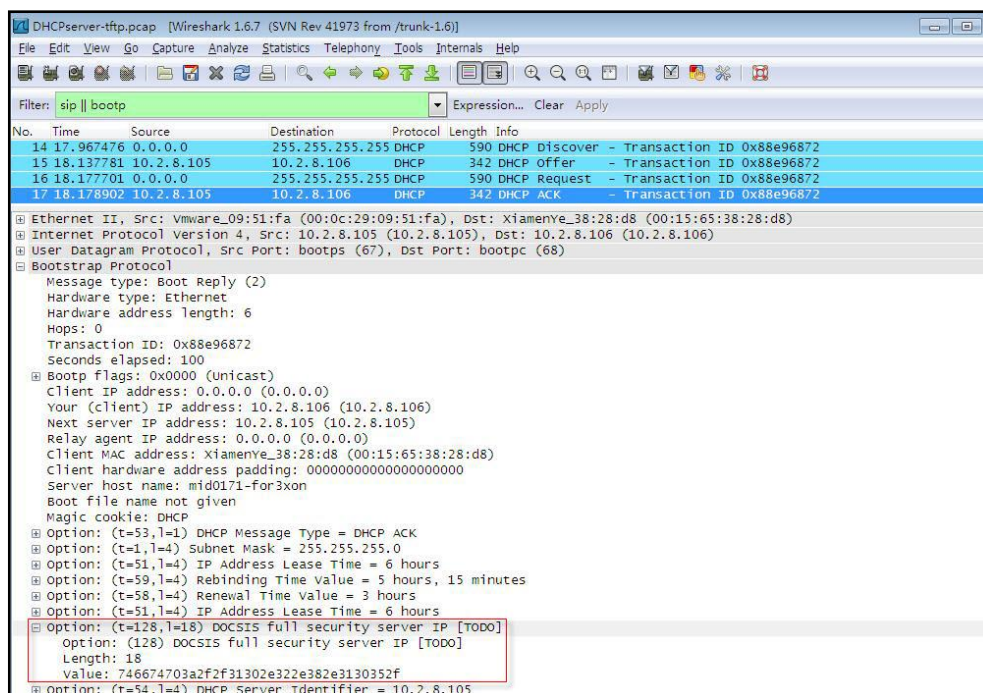 DHCPserver-tftp.pcap [Wireshark 1.6.7 (SVN Rev 41973 from /trunk-1.6)]
File Edit View Go Capture Analyze Statistics Telephony Tools Internals Help
Filter: sip || bootp Expression... Clear Apply
No. Time Source Destination Protocol Length Info
14 17.967476 0.0.0.0 255.255.255.255 DHCP 590 DHCP Discover - Transaction ID 0x88e96872
15 18.137781 10.2.8.105 10.2.8.106 DHCP 342 DHCP Offer - Transaction ID 0x88e96872
16 18.177701 0.0.0.0 255.255.255.255 DHCP 590 DHCP Request - Transaction ID 0x88e96872
17 18.178902 10.2.8.105 10.2.8.106 DHCP 342 DHCP ACK - Transaction ID 0x88e96872
Ethernet II, Src: Vmware_09:51:fa (00:0c:29:09:51:fa), Dst: XiamenYe_38:28:d8 (00:15:65:38:28:d8)
Internet Protocol Version 4, Src: 10.2.8.105 (10.2.8.105), Dst: 10.2.8.106 (10.2.8.106)
User Datagram Protocol, Src Port: bootps (67), Dst Port: bootpc (68)
Bootstrap Protocol
Message type: Boot Reply (2)
Hardware type: Ethernet
Hardware address length: 6
Hops: 0
Transaction ID: 0x88e96872
Seconds elapsed: 100
Bootp flags: 0x0000 (Unicast)
Client IP address: 0.0.0.0 (0.0.0.0)
Your (client) IP address: 10.2.8.106 (10.2.8.106)
Next server IP address: 10.2.8.105 (10.2.8.105)
Relay agent IP address: 0.0.0.0 (0.0.0.0)
Client MAC address: XiamenYe_38:28:d8 (00:15:65:38:28:d8)
Client hardware address padding: 00000000000000000000
Server host name: mid0171-for3xon
Boot file name not given
Magic cookie: DHCP
Option: (t=53,l=1) DHCP Message Type = DHCP ACK
Option: (t=1,l=4) Subnet Mask = 255.255.255.0
Option: (t=51,l=4) IP Address Lease Time = 6 hours
Option: (t=59,l=4) Rebinding Time Value = 5 hours, 15 minutes
Option: (t=58,l=4) Renewal Time Value = 3 hours
Option: (t=51,l=4) IP Address Lease Time = 6 hours
Option: (t=128,l=18) DOCSIS full security server IP [TODO]
Option: (128) DOCSIS full security server IP [TODO]
Length: 18
Value: 746674703a2f2f31302e322e382e3130352f
Option: (t=54,l=4) DHCP Server Identifier = 10.2.8.105